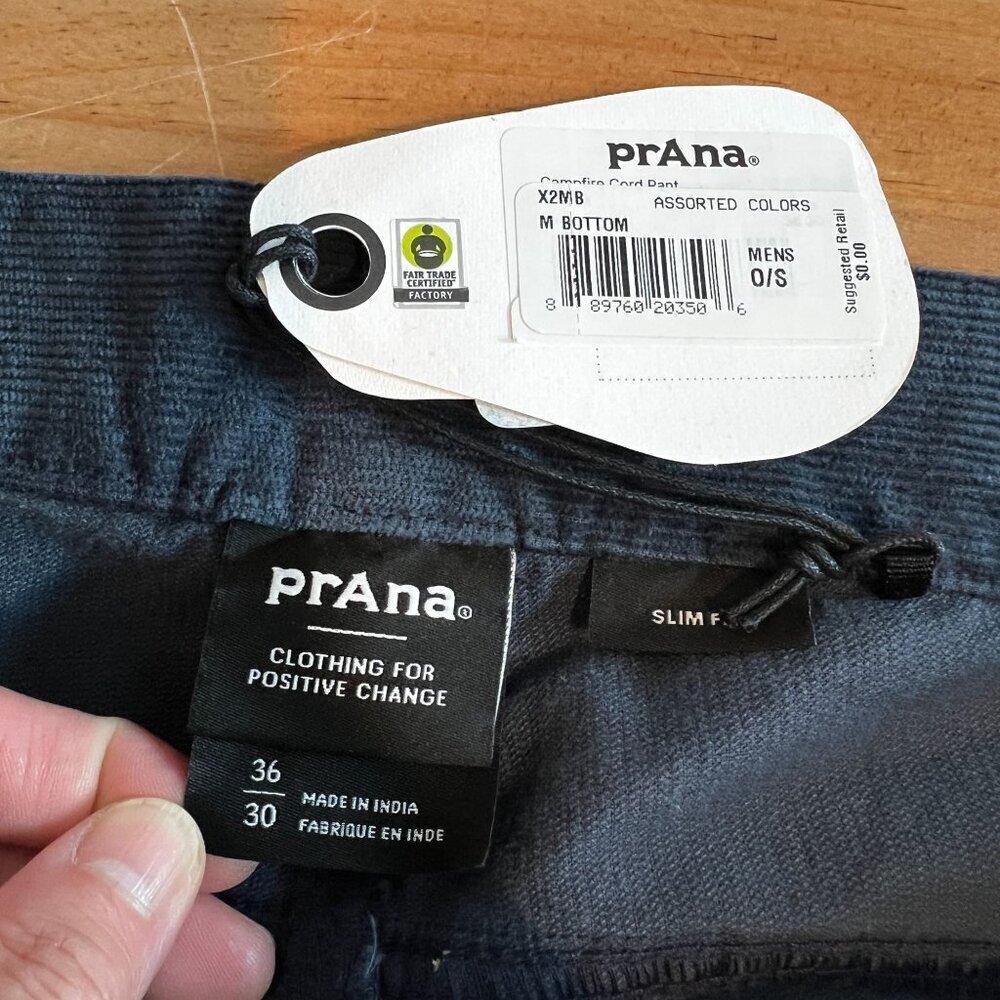 prAna®
Campfire Cord Pant
X2MB ASSORTED COLORS
M BOTTOM
MENS
O/S
8 89760 20350 6
Suggested Retail
$0.00
FAIR TRADE
CERTIFIED
FACTORY
prAna®
CLOTHING FOR
POSITIVE CHANGE
36
30
MADE IN INDIA
FABRIQUE EN INDE
SLIM F